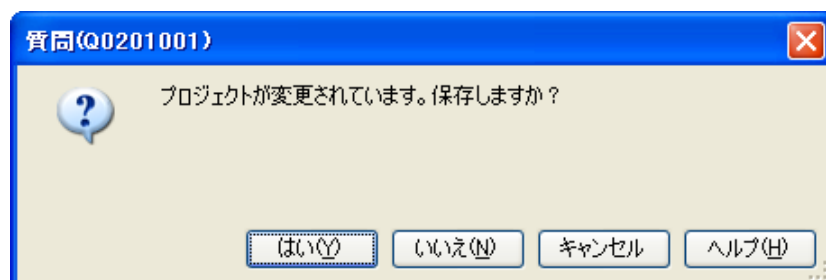 質問(Q0201001)
プロジェクトが変更されています。保存しますか？
はい(Y)
いいえ(N)
キャンセル
ヘルプ(H)